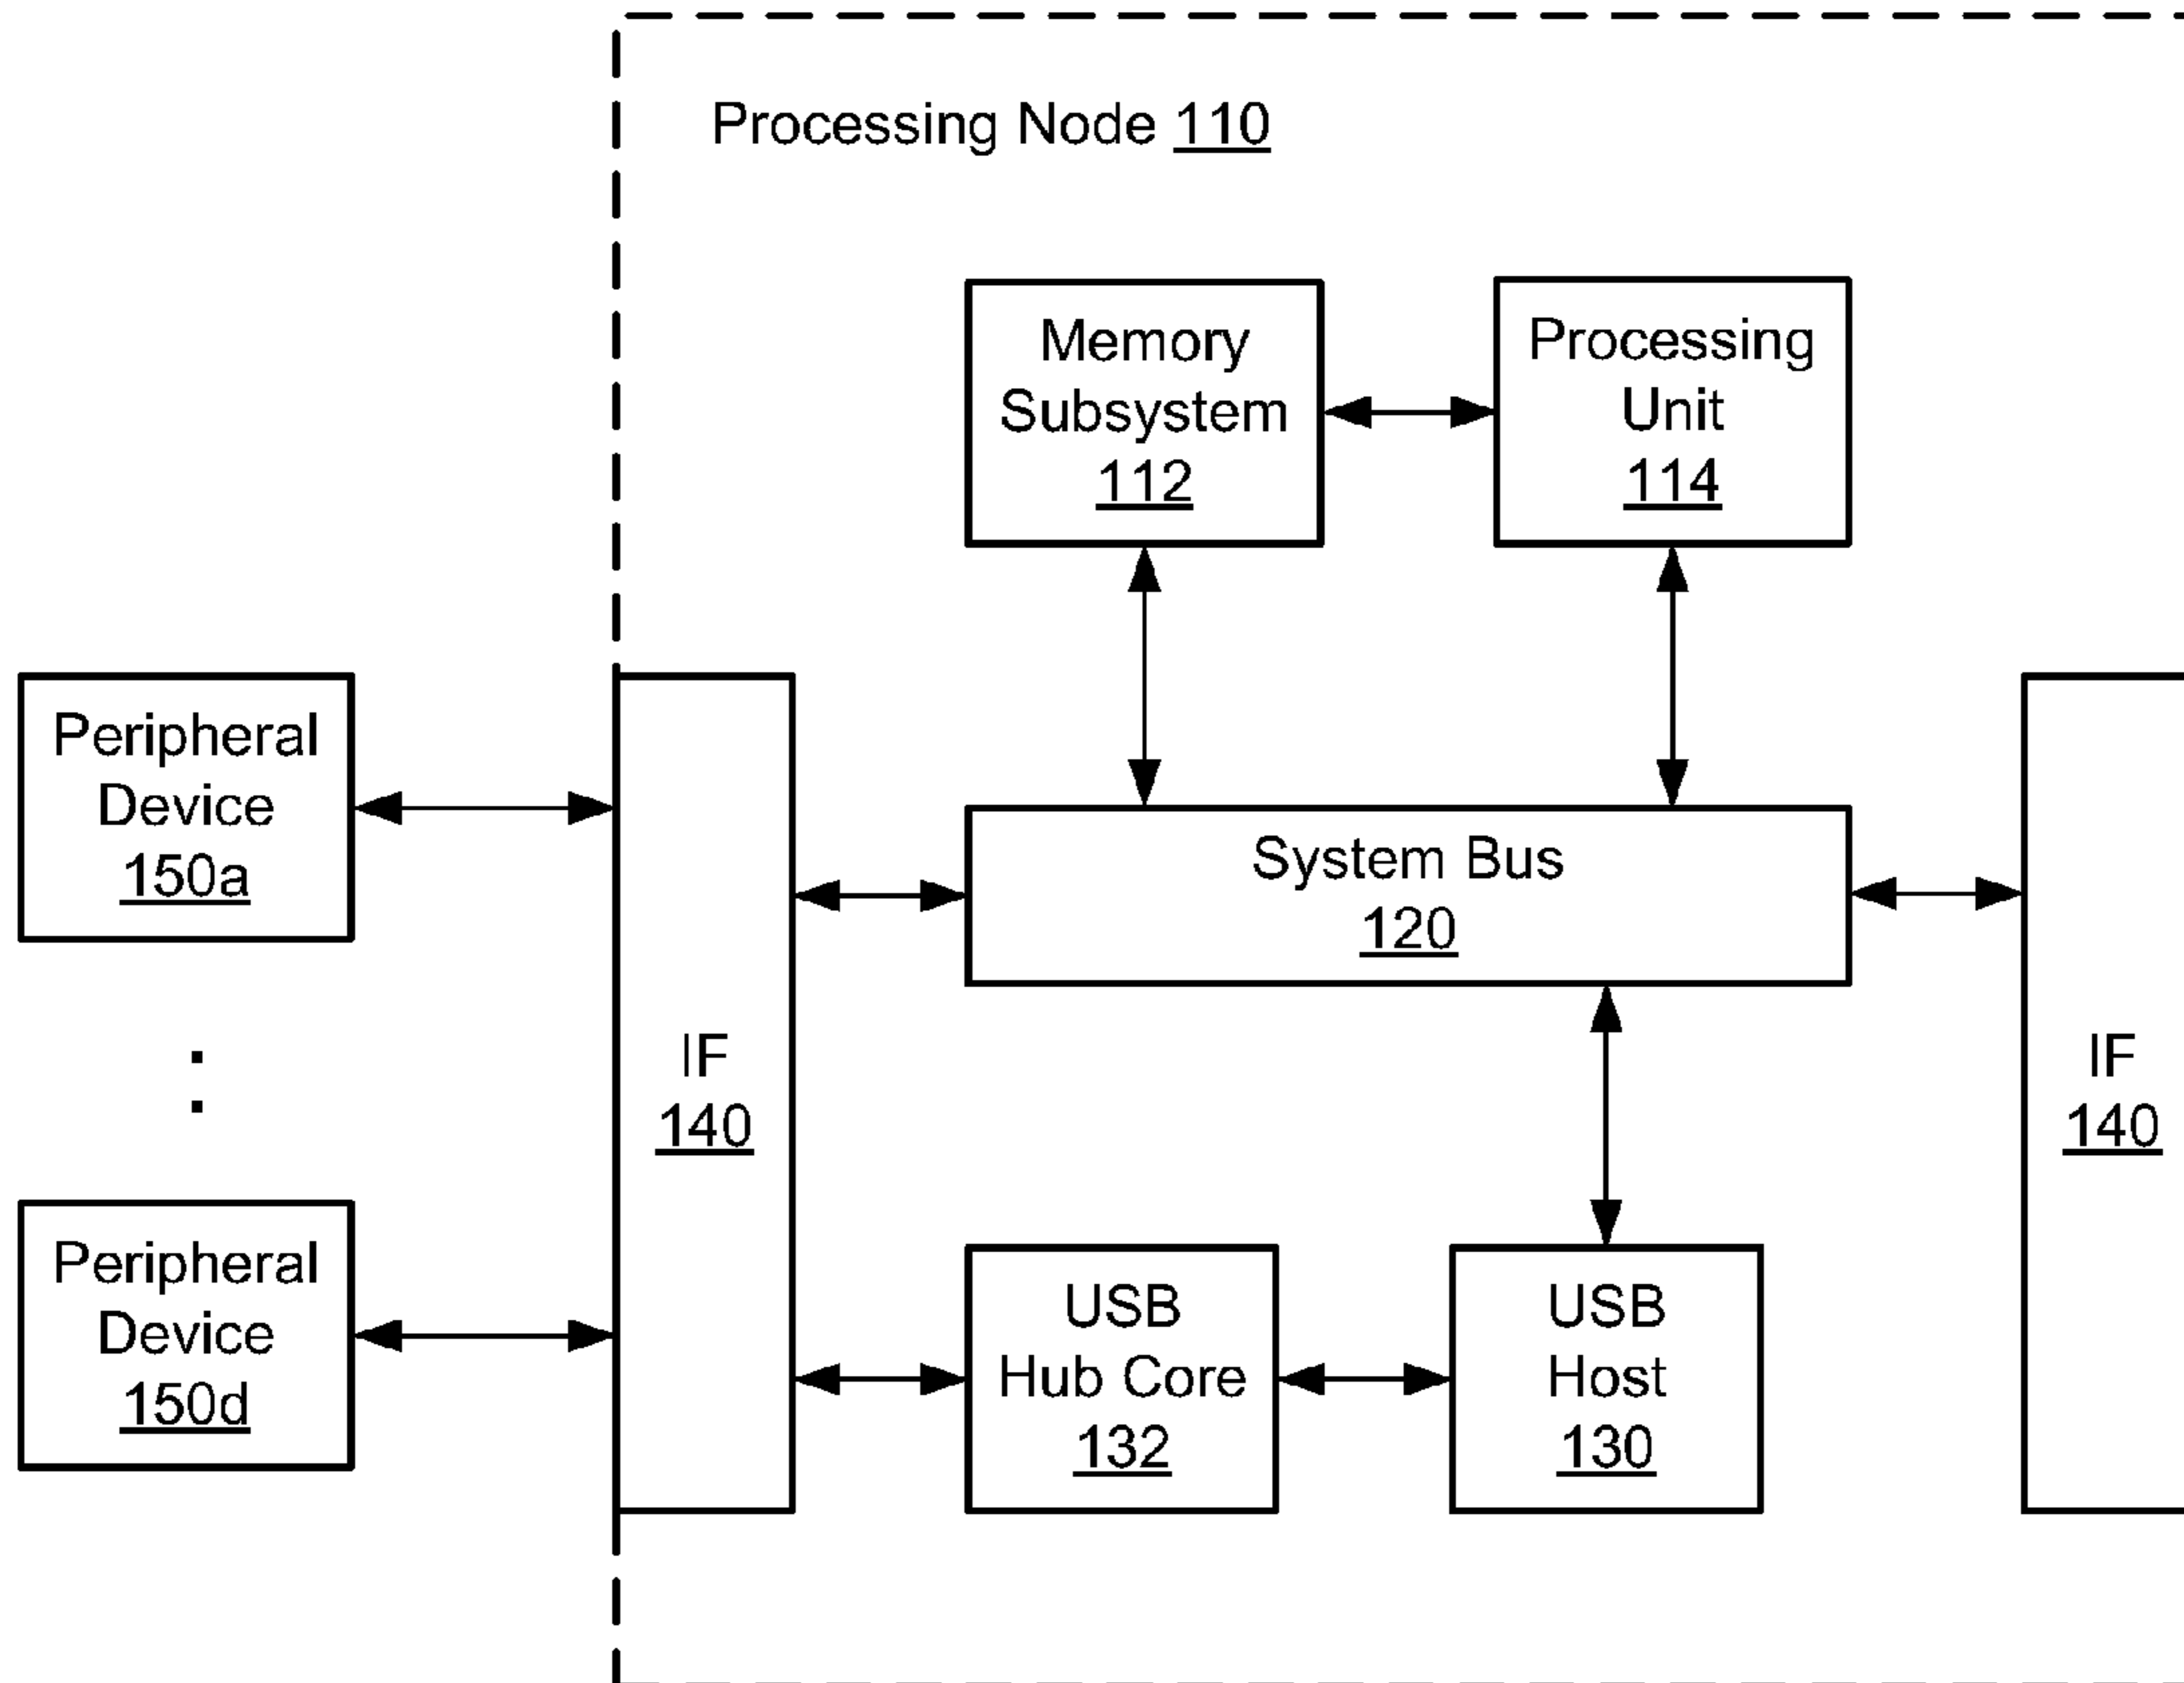 Processing Node 110
Memory
Subsystem
112
Processing
Unit
114
Peripheral
Device
150a
System Bus
120
IF
140
IF
140
Peripheral
Device
150d
USB
Hub Core
132
USB
Host
130